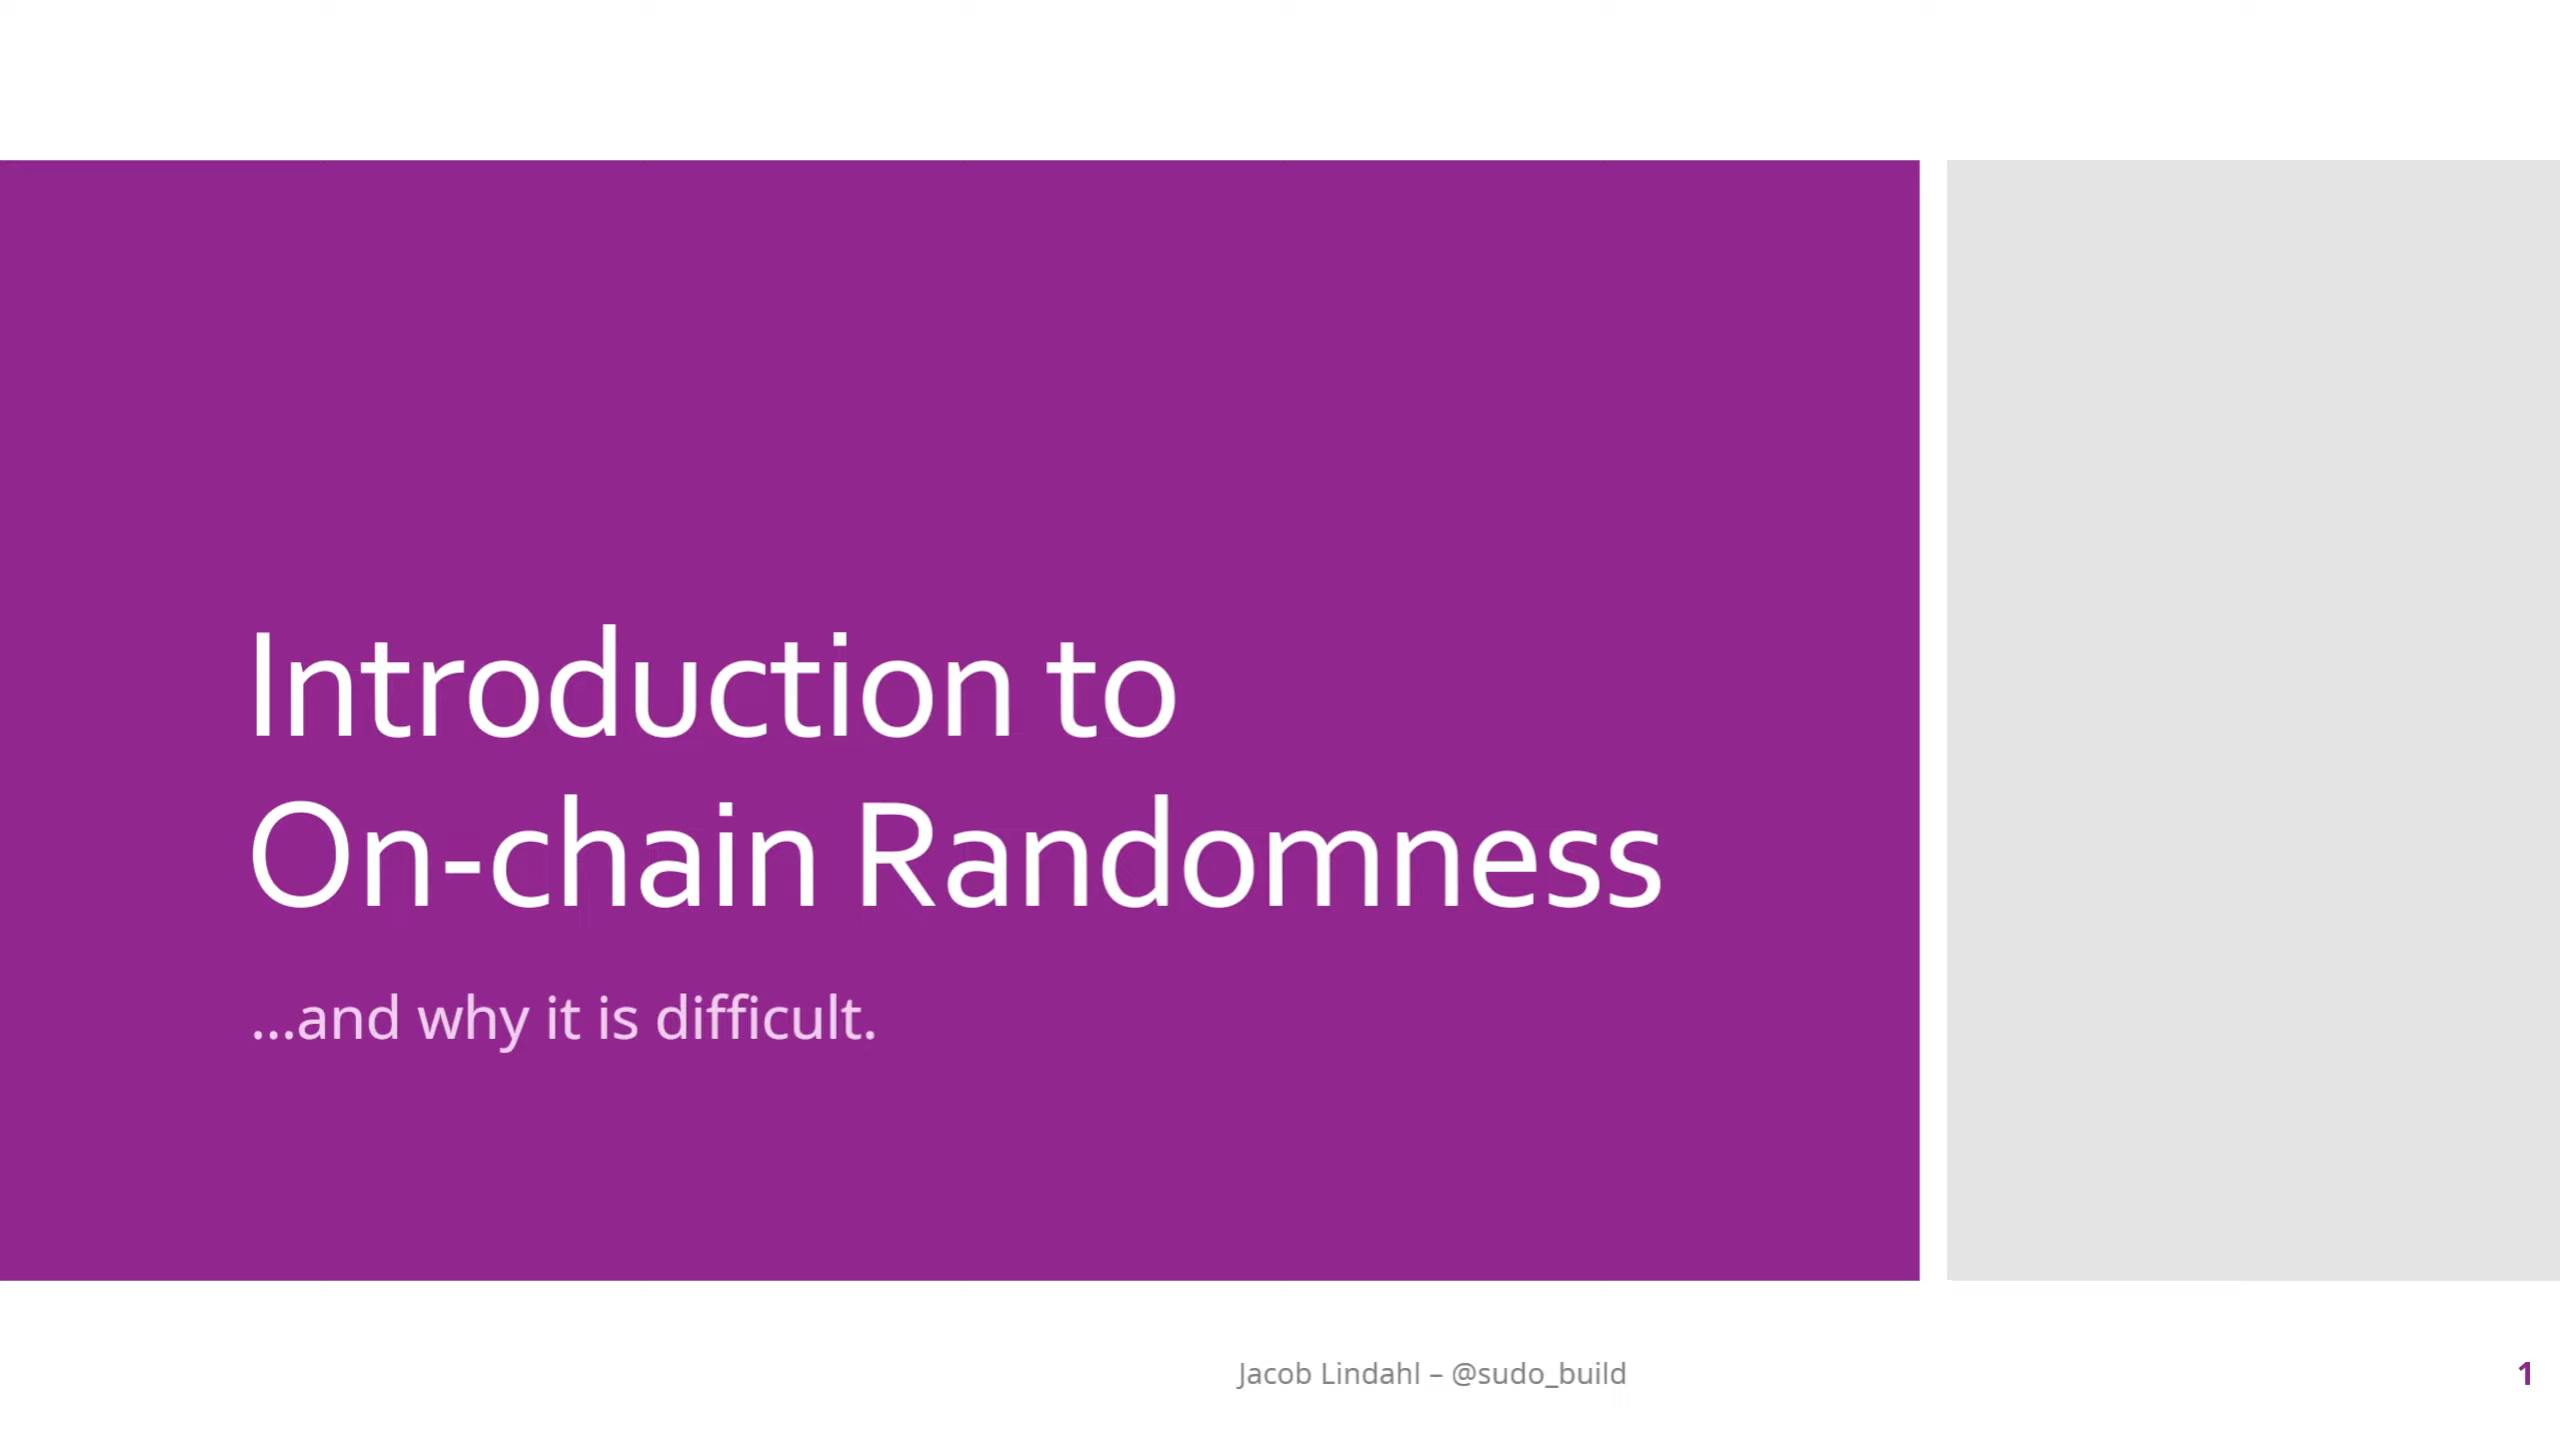 Introduction to
On-chain Randomness
...and why it is difficult.
Jacob Lindahl – @sudo_build
1